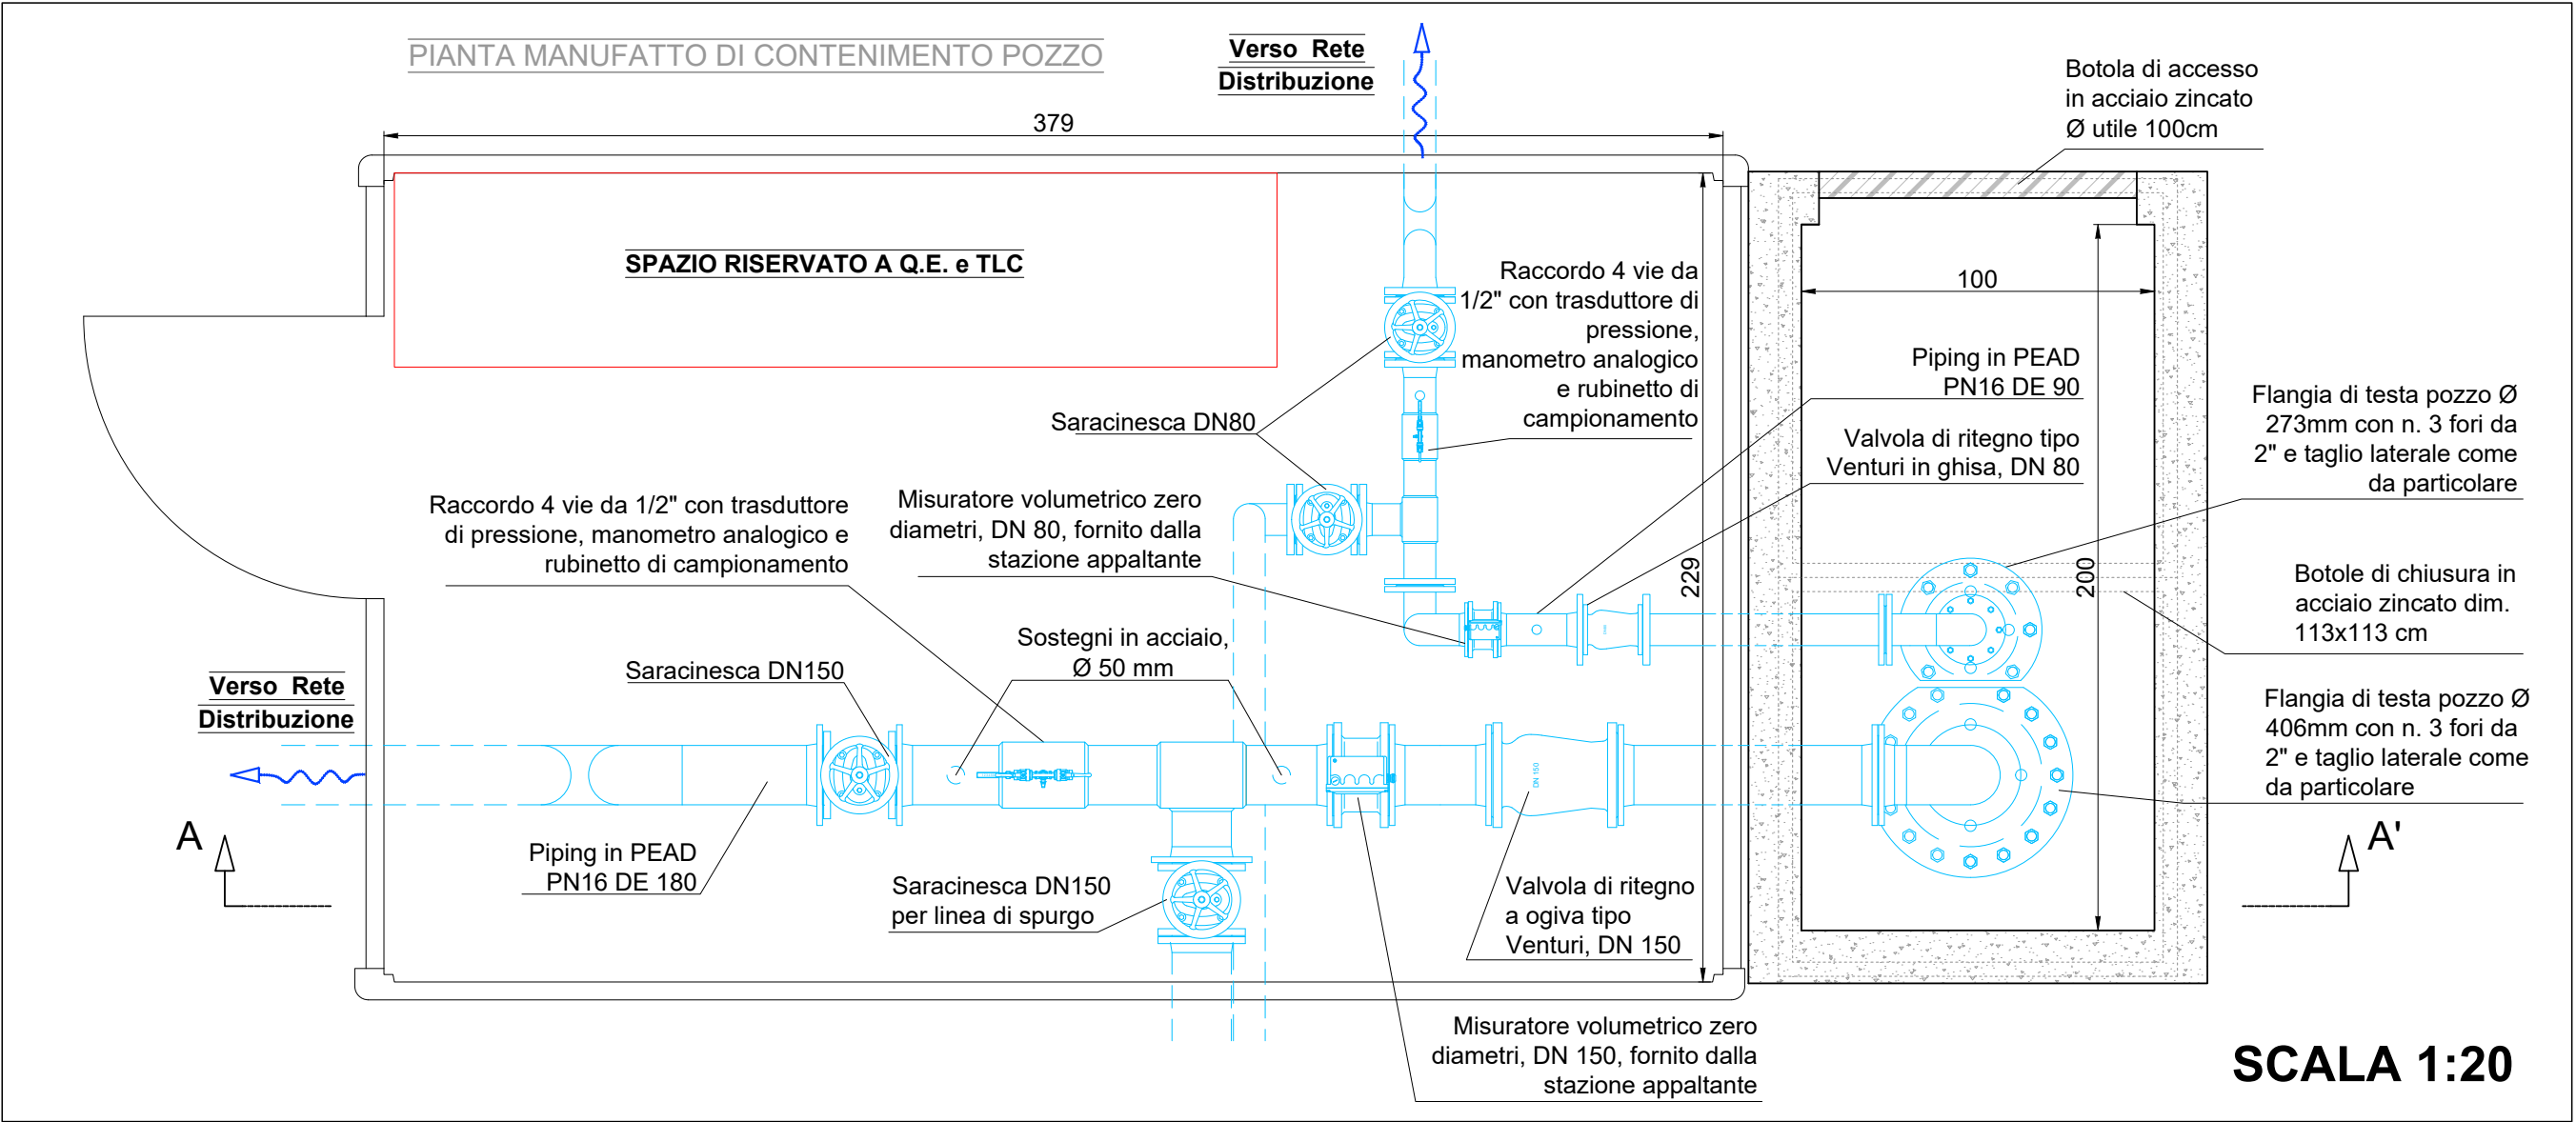 PIANTA MANUFATTO DI CONTENIMENTO POZZO
Verso Rete
Distribuzione
Botola di accesso
in acciaio zincato
Ø utile 100cm
379
SPAZIO RISERVATO A Q.E. e TLC
Raccordo 4 vie da
1/2" con trasduttore di
pressione,
manometro analogico
e rubinetto di
campionamento
100
Piping in PEAD
PN16 DE 90
Flangia di testa pozzo Ø
273mm con n. 3 fori da
2" e taglio laterale come
da particolare
Saracinesca DN80
Valvola di ritegno tipo
Venturi in ghisa, DN 80
Raccordo 4 vie da 1/2" con trasduttore
di pressione, manometro analogico e
rubinetto di campionamento
Misuratore volumetrico zero
diametri, DN 80, fornito dalla
stazione appaltante
229
200
Botole di chiusura in
acciaio zincato dim.
113x113 cm
Sostegni in acciaio,
Ø 50 mm
Saracinesca DN150
Verso Rete
Distribuzione
Flangia di testa pozzo Ø
406mm con n. 3 fori da
2" e taglio laterale come
da particolare
DN 150
A
A'
Piping in PEAD
PN16 DE 180
Saracinesca DN150
per linea di spurgo
Valvola di ritegno
a ogiva tipo
Venturi, DN 150
Misuratore volumetrico zero
diametri, DN 150, fornito dalla
stazione appaltante
SCALA 1:20